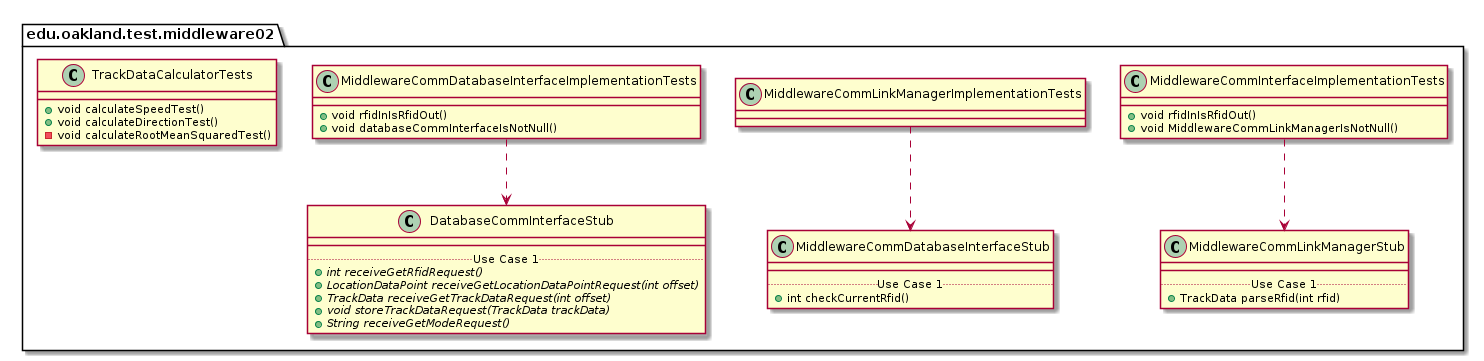 edu.oakland.test.middleware02
C TrackDataCalculatorTests
void calculateSpeedTest()
void calculateDirectionTest()
void calculateRootMeanSquaredTest()
C MiddlewareCommDatabaseInterfaceImplementationTests
void rfidInIsRfidOut()
void databaseCommInterfaceIsNotNull()
C MiddlewareCommLinkManagerImplementationTests
C MiddlewareCommInterfaceImplementationTests
void rfidInIsRfidOut()
void MiddlewareCommLinkManagerIsNotNull()
C DatabaseCommInterfaceStub
Use Case 1
int receiveGetRfidRequest()
LocationDataPoint receiveGetLocationDataPointRequest(int offset)
TrackData receiveGetTrackDataRequest(int offset)
void storeTrackDataRequest(TrackData trackData)
String receiveGetModeRequest()
C MiddlewareCommDatabaseInterfaceStub
Use Case 1
int checkCurrentRfid()
C MiddlewareCommLinkManagerStub
Use Case 1
TrackData parseRfid(int rfid)